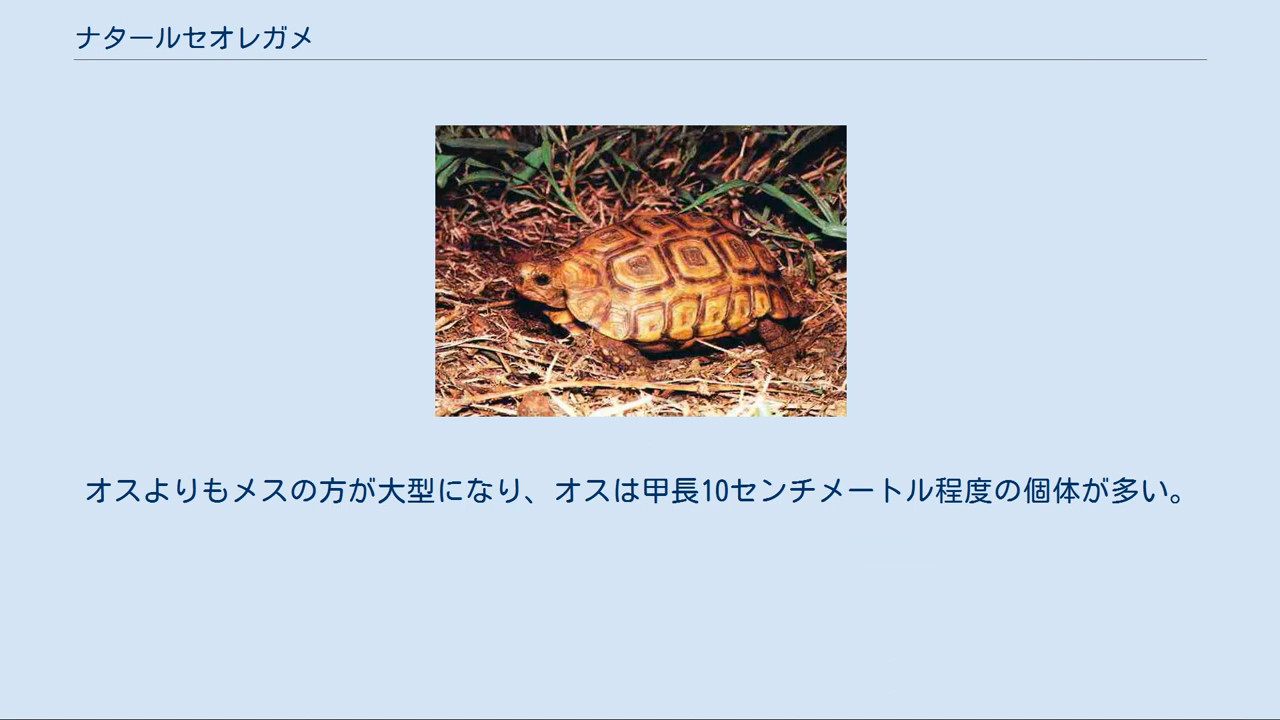 ナタールセオレガメ
オスよりもメスの方が大型になり、オスは甲長10センチメートル程度の個体が多い。